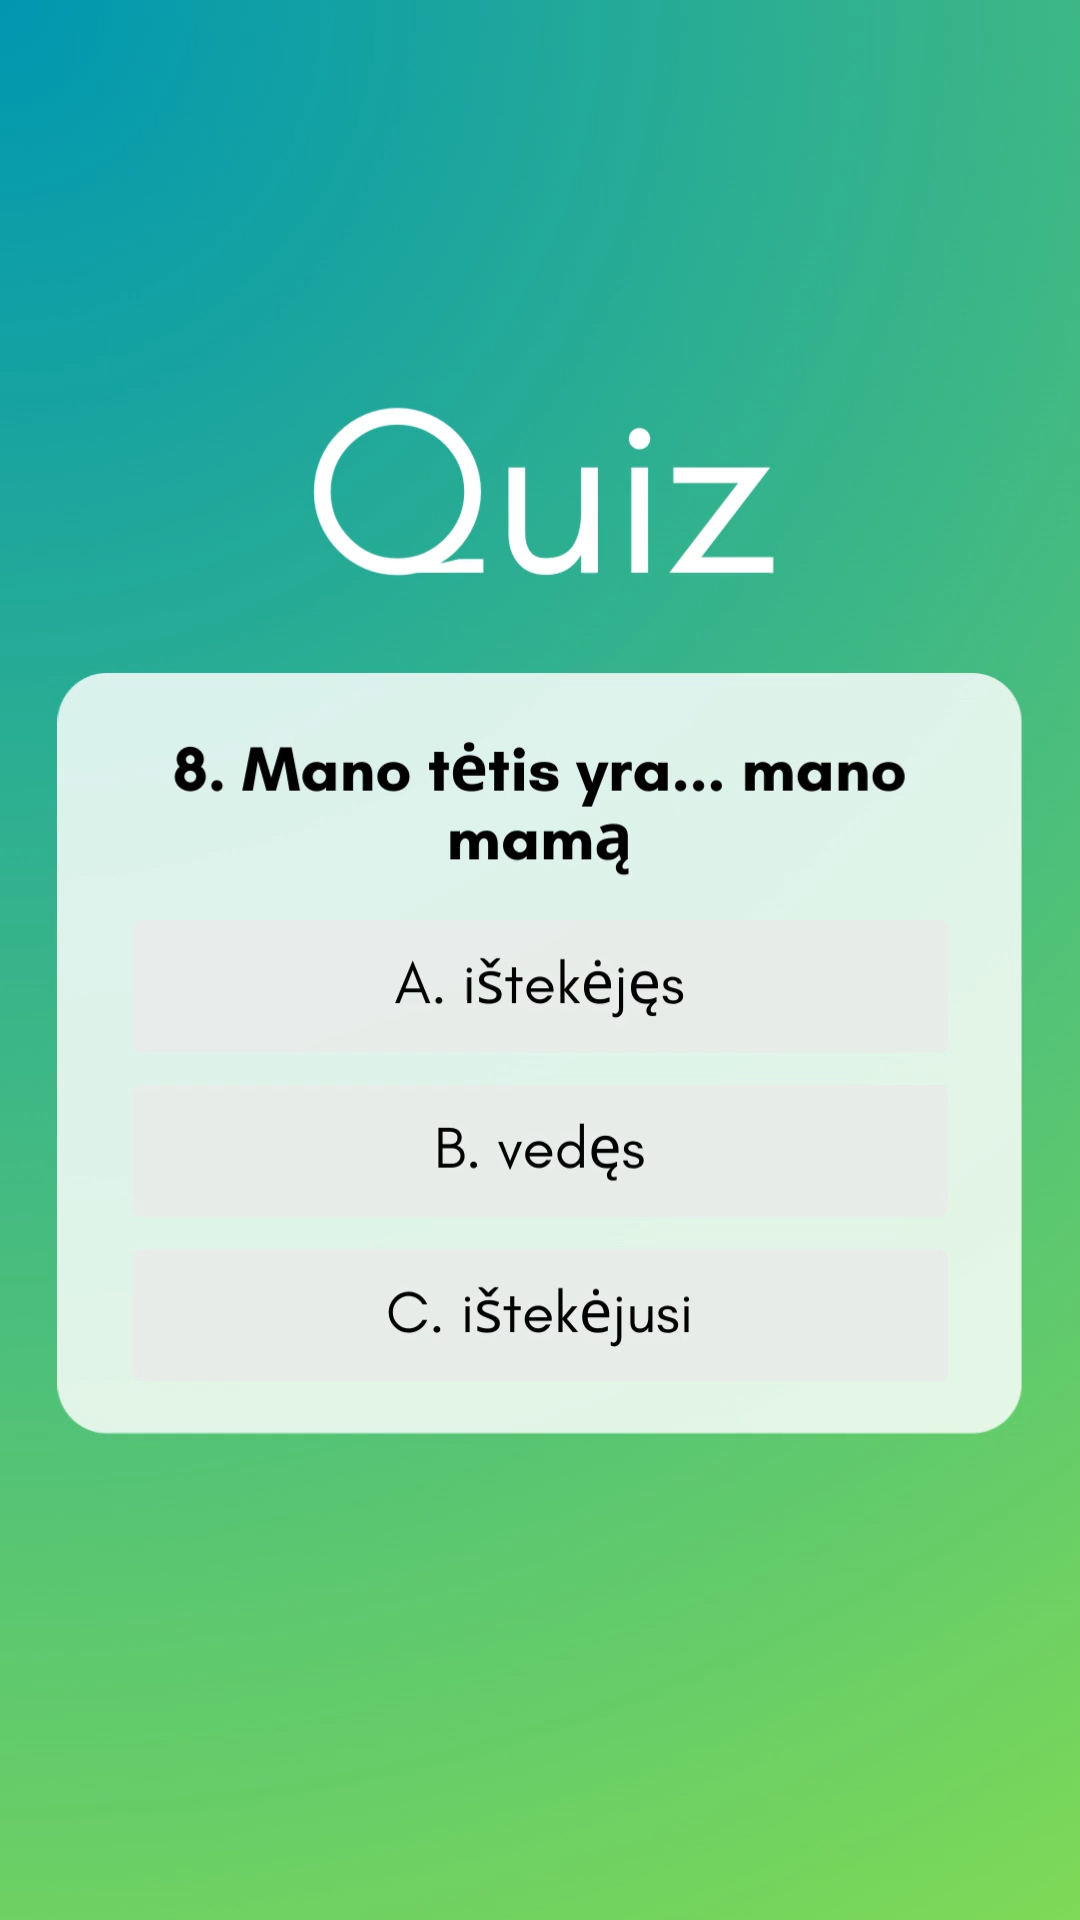 Quiz
8. Mano tėtis yra... mano
mamą
A. ištekėjęs
B. vedęs
C. ištekėjusi